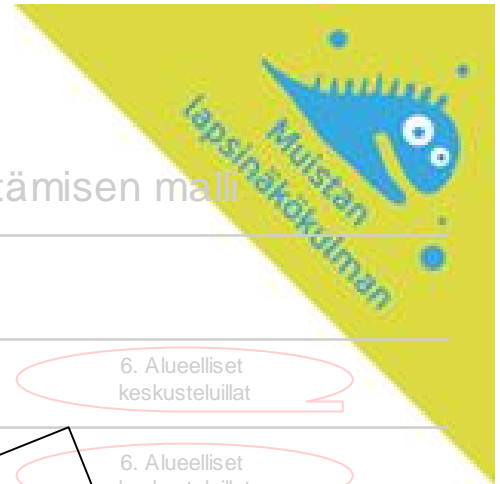 Muistan
lapsinäkökulman
tämisen malli
6. Alueelliset
keskusteluillat
6. Alueelliset